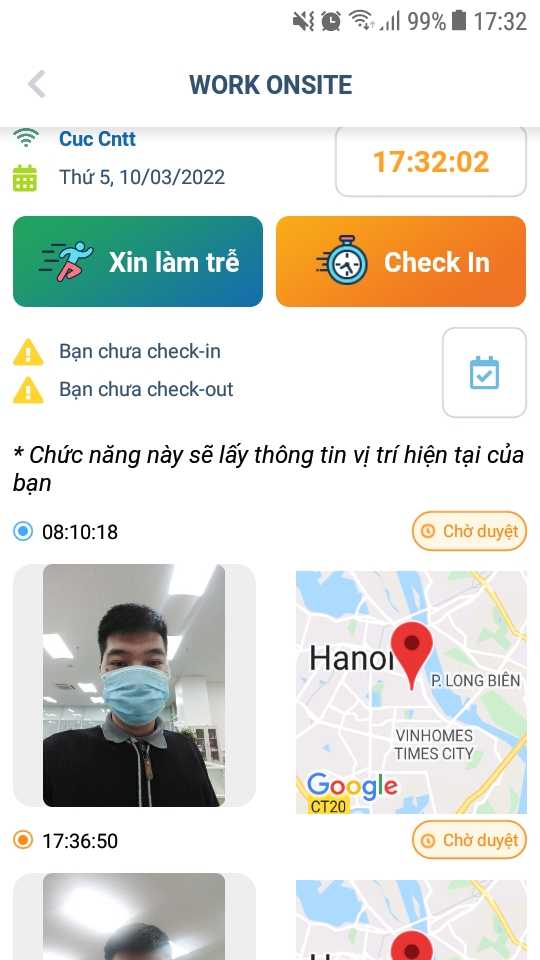 99% 17:32
WORK ONSITE
Cuc Cntt
17:32:02
Thứ 5, 10/03/2022
Xin làm trễ
Check In
Bạn chưa check-in
Bạn chưa check-out
* Chức năng này sẽ lấy thông tin vị trí hiện tại của
bạn
08:10:18
Chờ duyệt
Hanoi
P. LONG BIÊN
VINHOMES
TIMES CITY
Google
CT20
17:36:50
Chờ duyệt